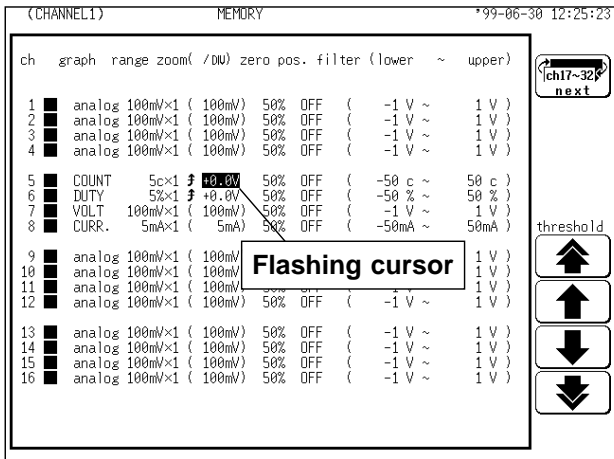 (CHANNEL1) MEMORY '99-06-30 12:25:23
ch graph range zoom( /DIV) zero pos. filter (lower ~ upper)
ch17~32
next
1 analog 100mV×1 ( 100mV) 50% OFF ( -1 V ~ 1 V )
2 analog 100mV×1 ( 100mV) 50% OFF ( -1 V ~ 1 V )
3 analog 100mV×1 ( 100mV) 50% OFF ( -1 V ~ 1 V )
4 analog 100mV×1 ( 100mV) 50% OFF ( -1 V ~ 1 V )
5 COUNT 5c×1 +0.0V 50% OFF ( -50 c ~ 50 c )
6 DUTY 5%×1 +0.0V 50% OFF ( -50 % ~ 50 % )
7 VOLT 100mV×1 ( 100mV) 50% OFF ( -1 V ~ 1 V )
8 CURR. 5mA×1 ( 5mA) 50% OFF ( -50mA ~ 50mA )
threshold
Flashing cursor
9 analog 100mV×1 ( 100mV 1 V )
10 analog 100mV×1 ( 100mV 1 V )
11 analog 100mV×1 ( 100mV 1 V )
12 analog 100mV×1 ( 100mV) 50% OFF ( -1 V ~ 1 V )
13 analog 100mV×1 ( 100mV) 50% OFF ( -1 V ~ 1 V )
14 analog 100mV×1 ( 100mV) 50% OFF ( -1 V ~ 1 V )
15 analog 100mV×1 ( 100mV) 50% OFF ( -1 V ~ 1 V )
16 analog 100mV×1 ( 100mV) 50% OFF ( -1 V ~ 1 V )